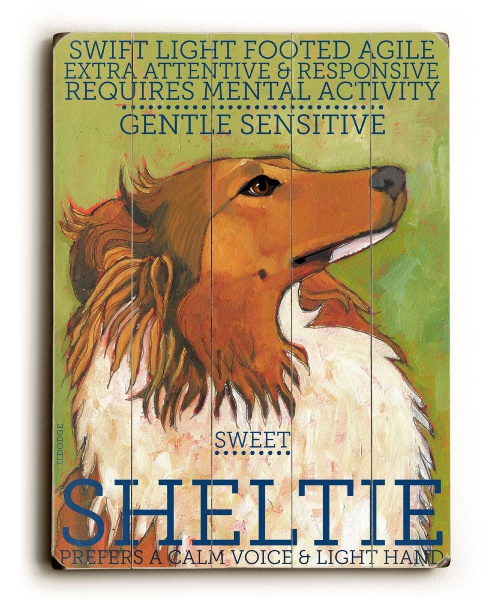 SWIFT LIGHT FOOTED AGILE
EXTRA ATTENTIVE & RESPONSIVE
REQUIRES MENTAL ACTIVITY
GENTLE SENSITIVE
U DODGE
SWEET
SHELTIE
PREFERS A CALM VOICE & LIGHT HAND